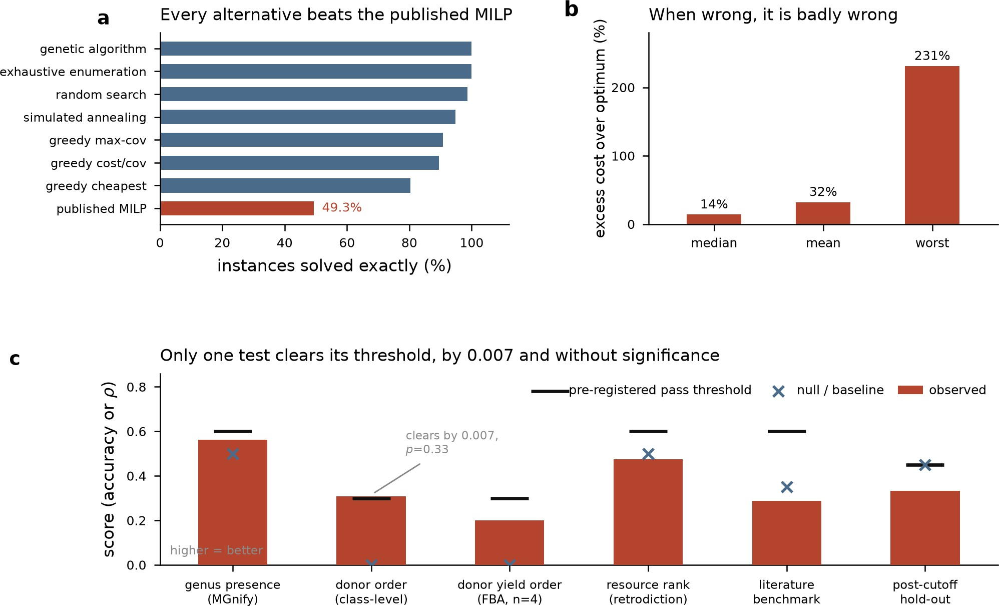 a
Every alternative beats the published MILP
genetic algorithm
exhaustive enumeration
random search
simulated annealing
greedy max-cov
greedy cost/cov
greedy cheapest
published MILP
49.3%
0 20 40 60 80 100
instances solved exactly (%)
b
When wrong, it is badly wrong
excess cost over optimum (%)
200
100
0
14%
32%
231%
median mean worst
c
Only one test clears its threshold, by 0.007 and without significance
score (accuracy or ρ)
0.8
0.6
0.4
0.2
0.0
pre-registered pass threshold
null / baseline
observed
clears by 0.007,
p=0.33
higher = better
genus presence
(MGnify)
donor order
(class-level)
donor yield order
(FBA, n=4)
resource rank
(retrodiction)
literature
benchmark
post-cutoff
hold-out